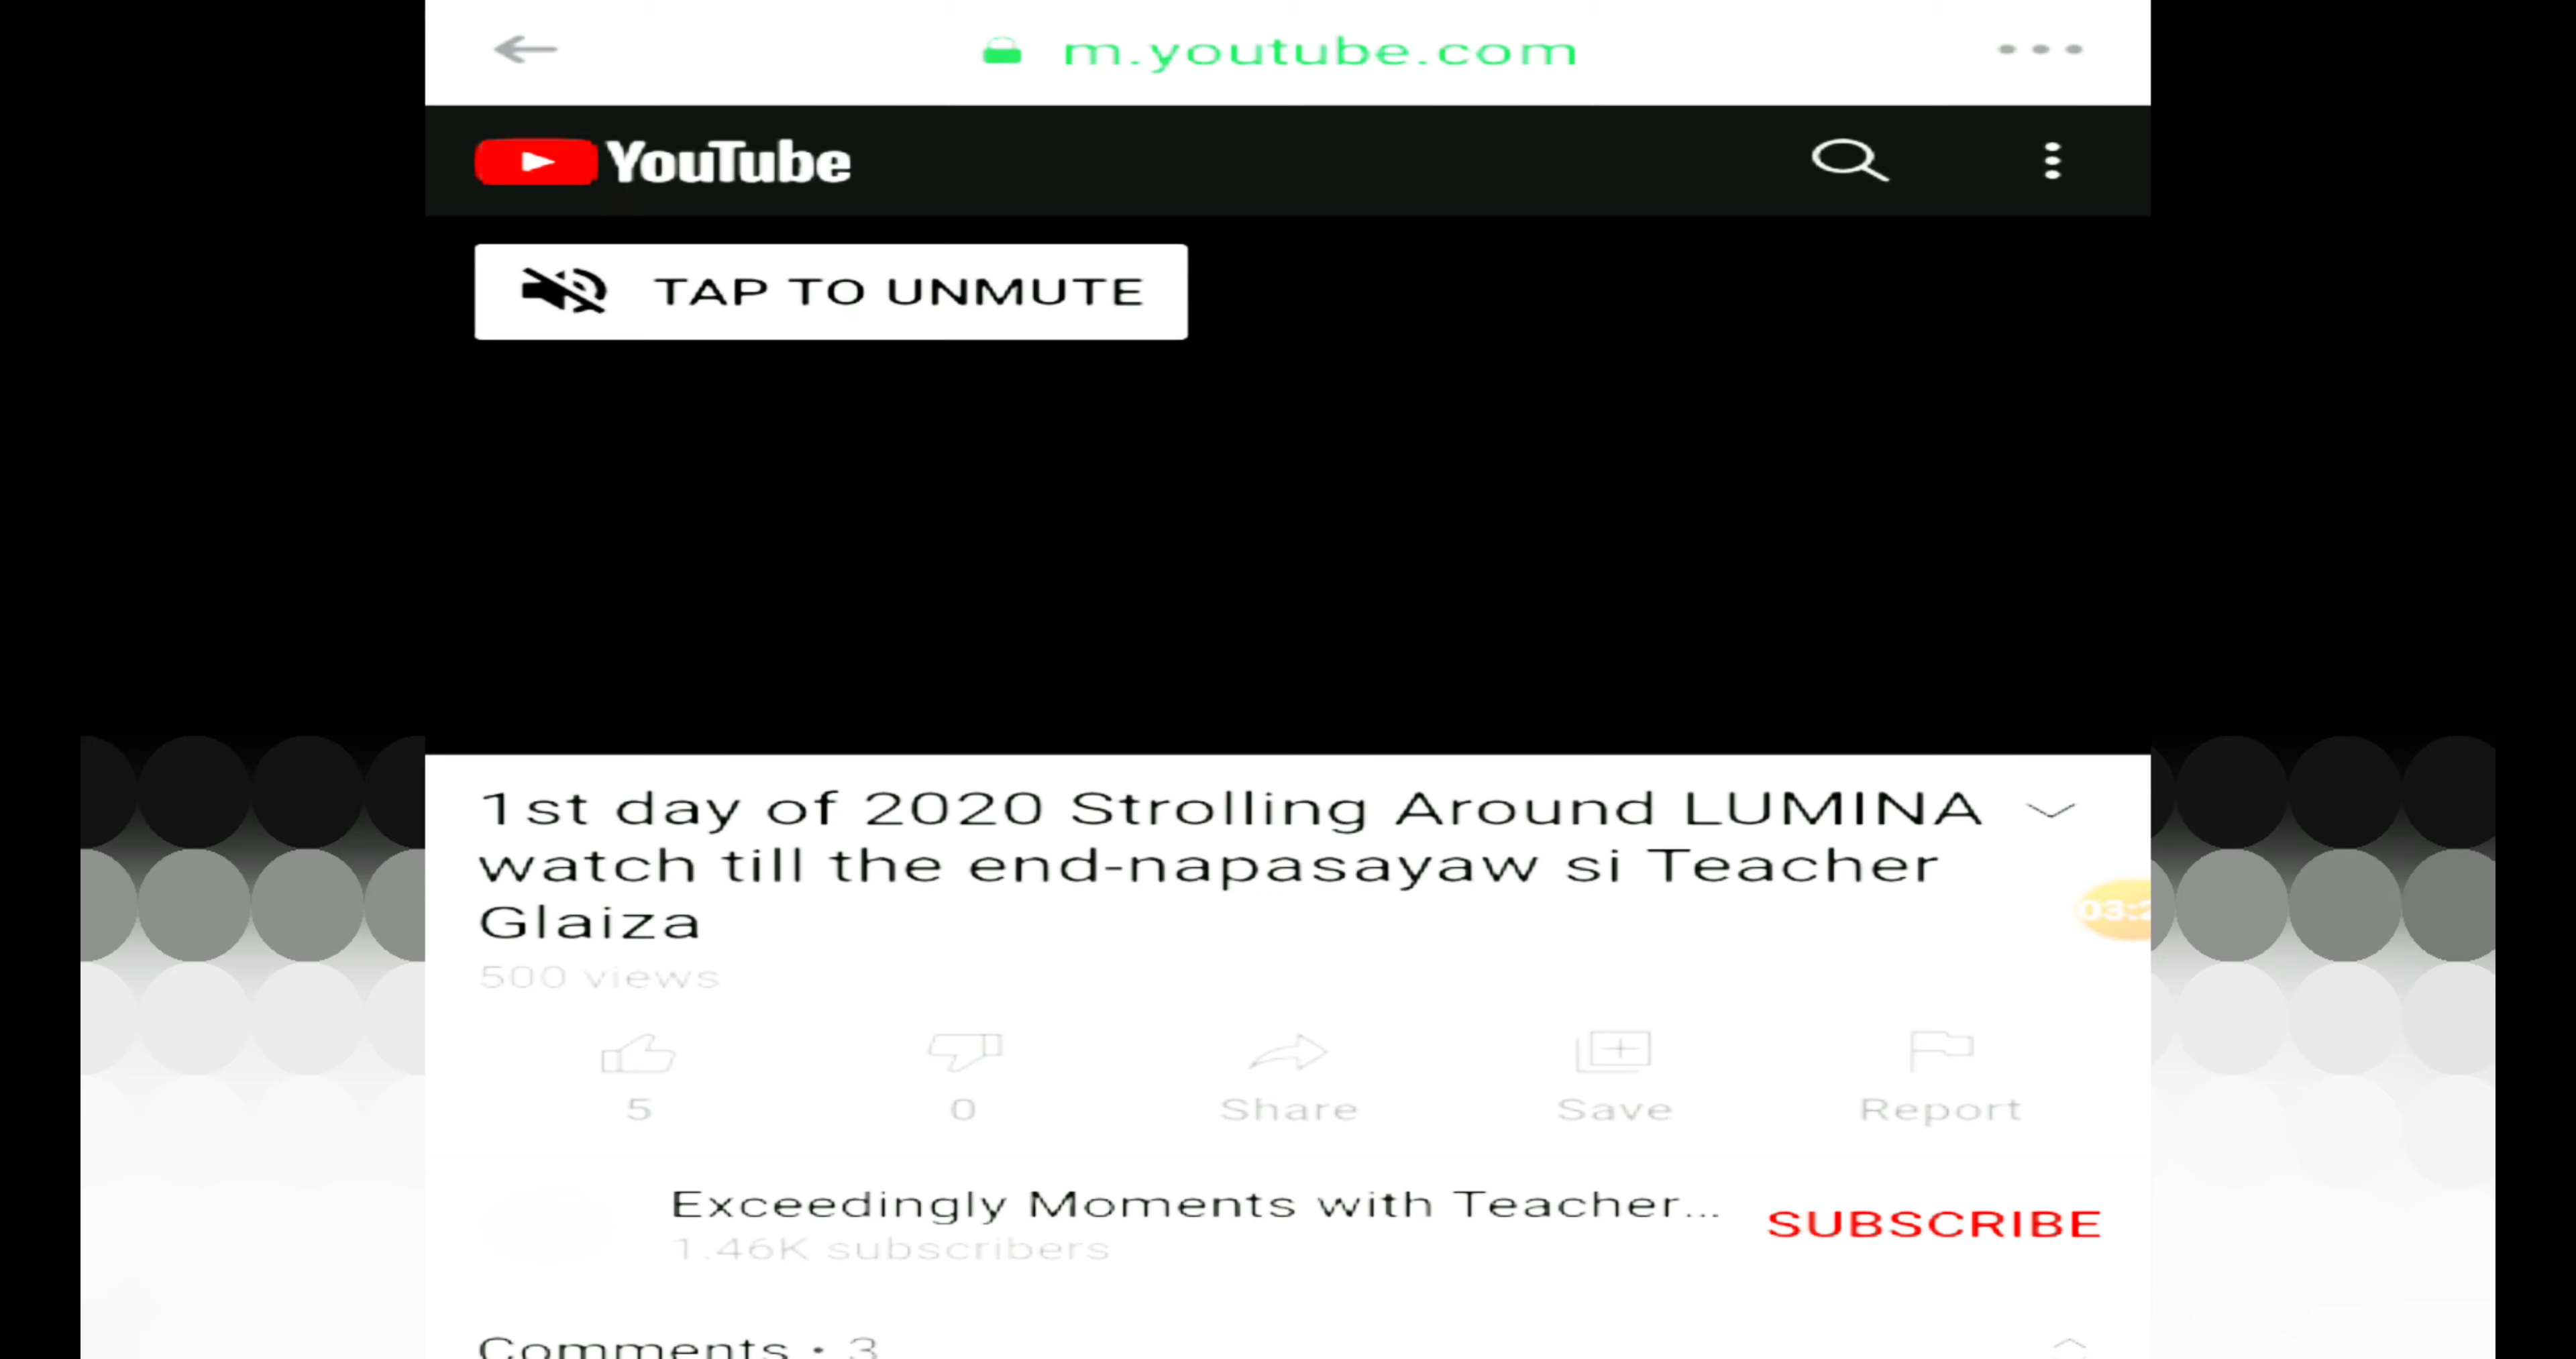 m.youtube.com
YouTube
TAP TO UNMUTE
1st day of 2020 Strolling Around LUMINA
watch till the end-napasayaw si Teacher
Glaiza
500 views
5 0 Share Save Report
Exceedingly Moments with Teacher...
SUBSCRIBE
1.46K subscribers
Comments • 3